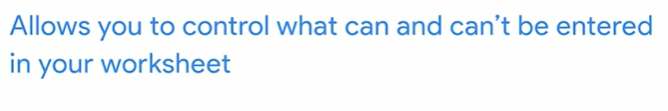 Allows you to control what can and can’t be entered
in your worksheet